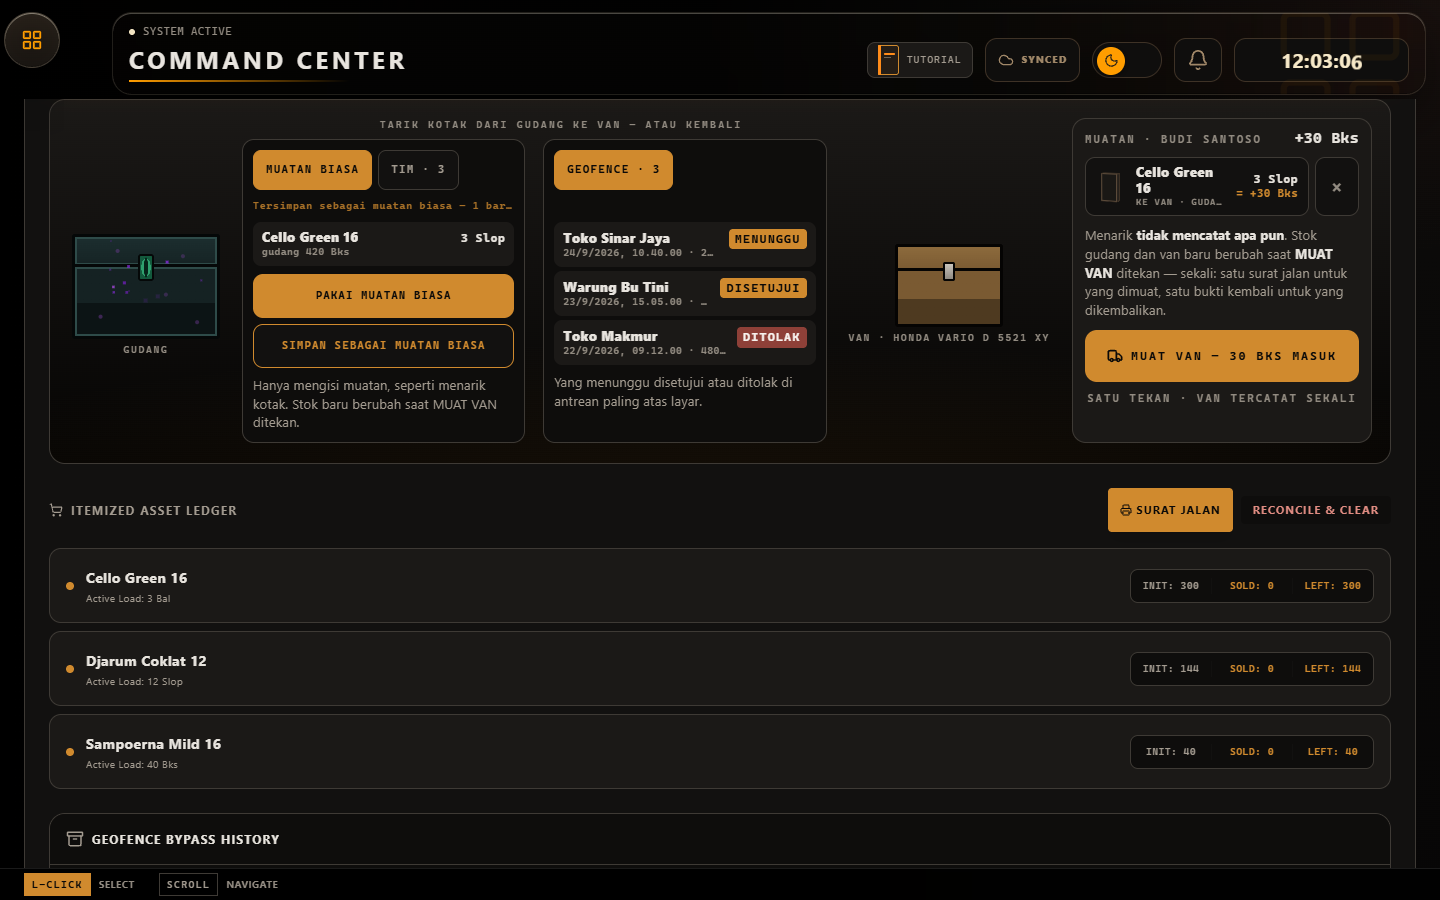 SYSTEM ACTIVE
COMMAND CENTER
TUTORIAL
SYNCED
12:03:06
TARIK KOTAK DARI GUDANG KE VAN — ATAU KEMBALI
GUDANG
MUATAN BIASA
TIM · 3
Tersimpan sebagai muatan biasa — 1 bar…
Cello Green 16
3 Slop
gudang 420 Bks
PAKAI MUATAN BIASA
SIMPAN SEBAGAI MUATAN BIASA
Hanya mengisi muatan, seperti menarik
kotak. Stok baru berubah saat MUAT VAN
ditekan.
GEOFENCE · 3
Toko Sinar Jaya
MENUNGGU
24/9/2026, 10.40.00 · 2…
Warung Bu Tini
DISETUJUI
23/9/2026, 15.05.00 · …
Toko Makmur
DITOLAK
22/9/2026, 09.12.00 · 480…
Yang menunggu disetujui atau ditolak di
antrean paling atas layar.
VAN · HONDA VARIO D 5521 XY
MUATAN · BUDI SANTOSO
+30 Bks
Cello Green
16
3 Slop
= +30 Bks
KE VAN · GUDA…
×
Menarik tidak mencatat apa pun. Stok
gudang dan van baru berubah saat MUAT
VAN ditekan — sekali: satu surat jalan untuk
yang dimuat, satu bukti kembali untuk yang
dikembalikan.
MUAT VAN — 30 BKS MASUK
SATU TEKAN · VAN TERCATAT SEKALI
ITEMIZED ASSET LEDGER
SURAT JALAN
RECONCILE & CLEAR
Cello Green 16
Active Load: 3 Bal
INIT: 300
SOLD: 0
LEFT: 300
Djarum Coklat 12
Active Load: 12 Slop
INIT: 144
SOLD: 0
LEFT: 144
Sampoerna Mild 16
Active Load: 40 Bks
INIT: 40
SOLD: 0
LEFT: 40
GEOFENCE BYPASS HISTORY
L-CLICK
SELECT
SCROLL
NAVIGATE